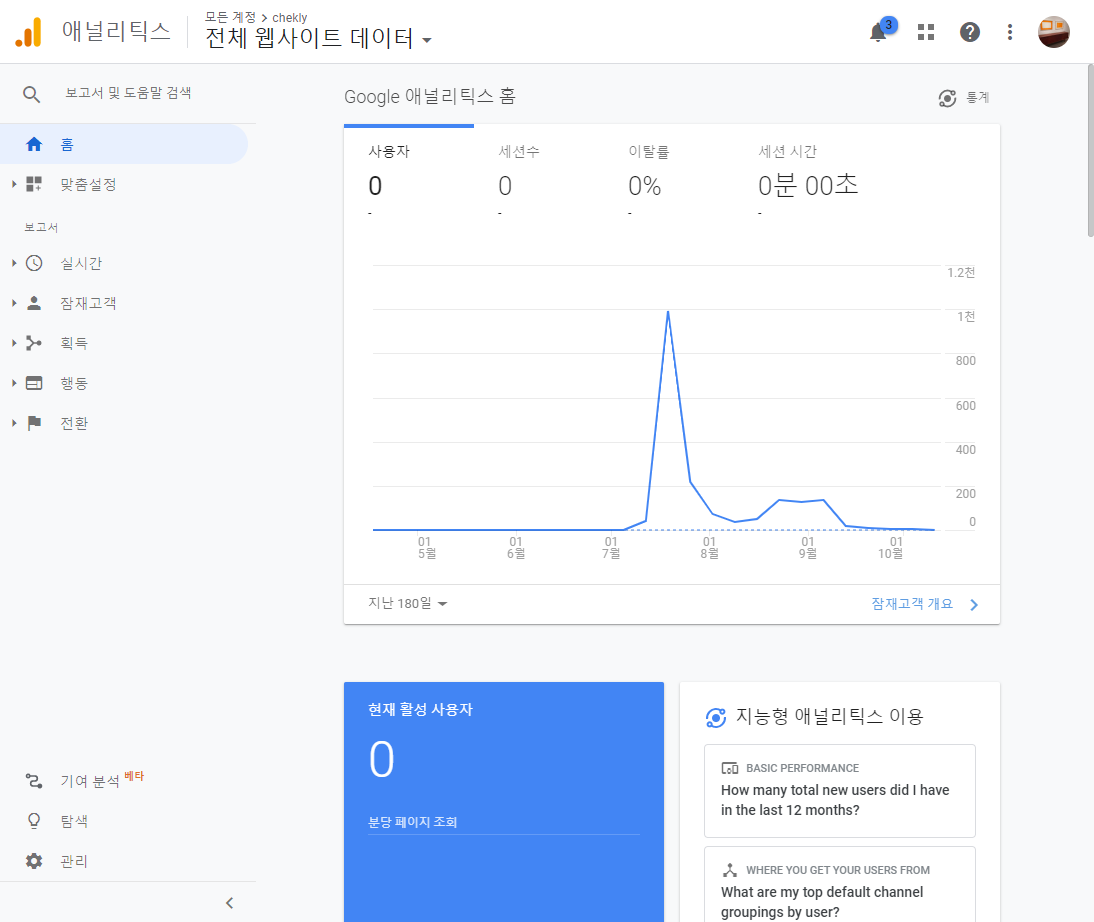 애널리틱스
모든 계정 > chekly
전체 웹사이트 데이터
3
보고서 및 도움말 검색
홈
맞춤설정
보고서
실시간
잠재고객
획득
행동
전환
기여 분석 베타
탐색
관리
Google 애널리틱스 홈
통계
사용자 세션수 이탈률 세션 시간
0 0 0% 0분 00초
- - - -
1.2천
1천
800
600
400
200
0
01 01 01 01 01 01
5월 6월 7월 8월 9월 10월
지난 180일
잠재고객 개요
현재 활성 사용자
0
분당 페이지 조회
지능형 애널리틱스 이용
BASIC PERFORMANCE
How many total new users did I have
in the last 12 months?
WHERE YOU GET YOUR USERS FROM
What are my top default channel
groupings by user?